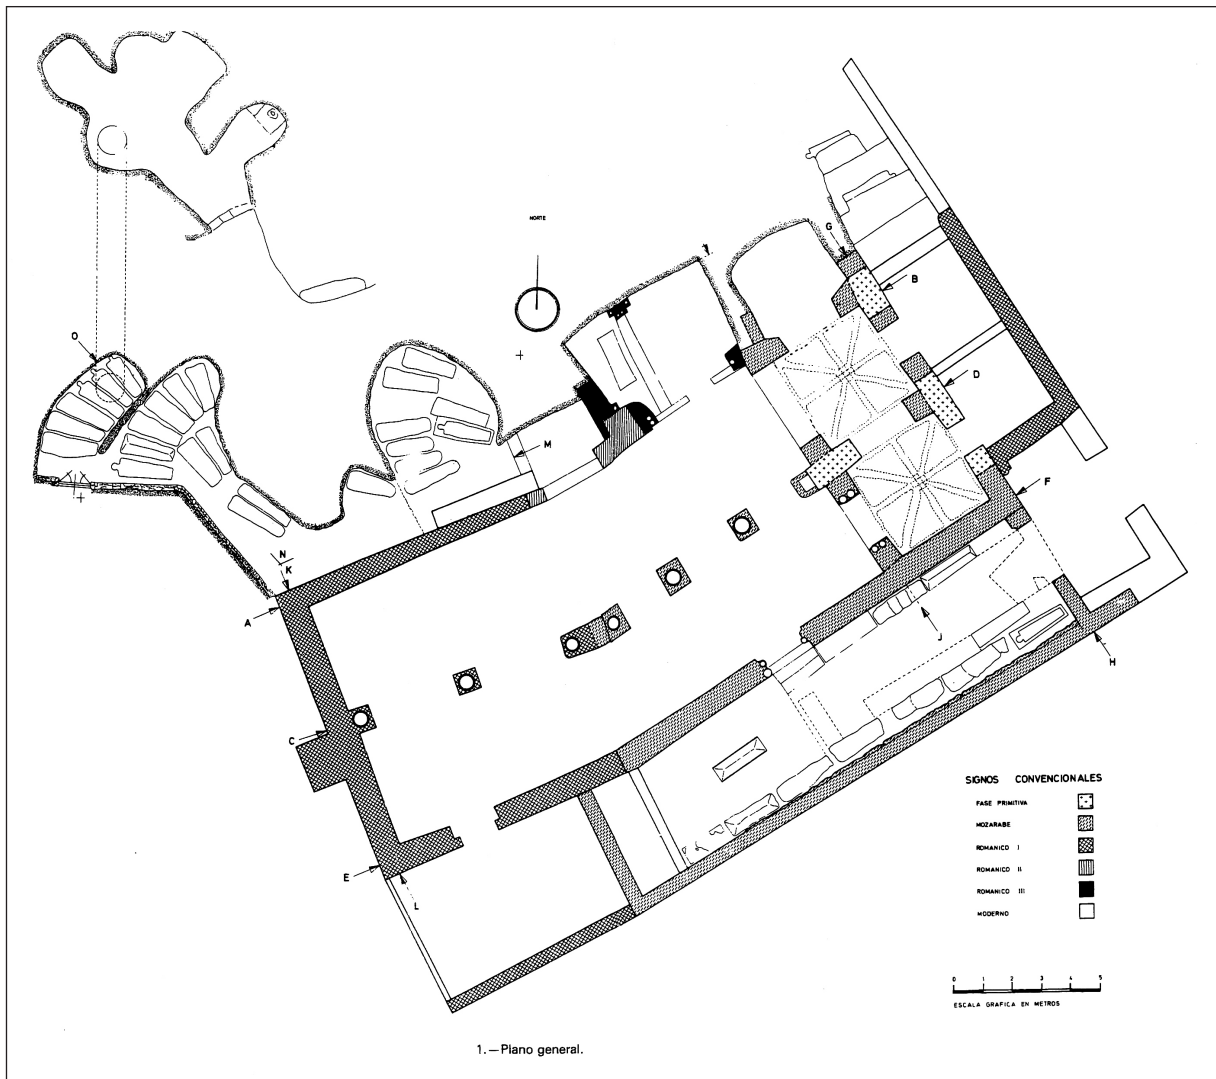 NORTE
G
B
O
D
M
F
N
K
A
J
H
C
E
L
SIGNOS CONVENCIONALES
FASE PRIMITIVA
MOZARABE
ROMANICO I
ROMANICO II
ROMANICO III
MODERNO
0 1 2 3 4 5
ESCALA GRAFICA EN METROS
1.—Plano general.